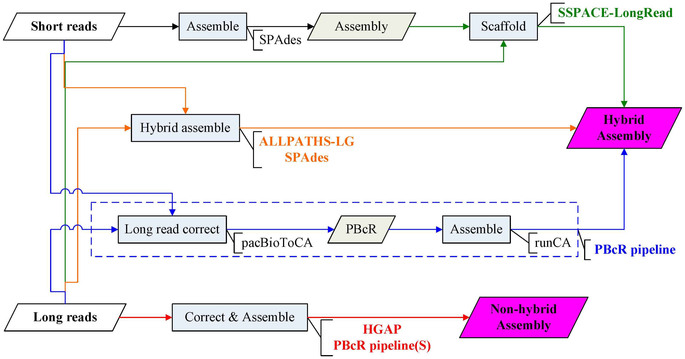 Short reads
Assemble
SPAdes
Assembly
Scaffold
SSPACE-LongRead
Hybrid assemble
ALLPATHS-LG
SPAdes
Hybrid
Assembly
Long read correct
pacBioToCA
PBcR
Assemble
runCA
PBcR pipeline
Long reads
Correct & Assemble
HGAP
PBcR pipeline(S)
Non-hybrid
Assembly